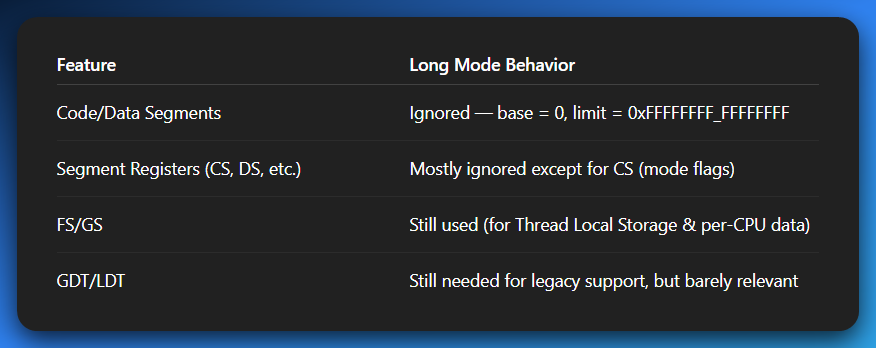 Feature Long Mode Behavior
Code/Data Segments Ignored — base = 0, limit = 0xFFFFFFFF_FFFFFFFF
Segment Registers (CS, DS, etc.) Mostly ignored except for CS (mode flags)
FS/GS Still used (for Thread Local Storage & per-CPU data)
GDT/LDT Still needed for legacy support, but barely relevant